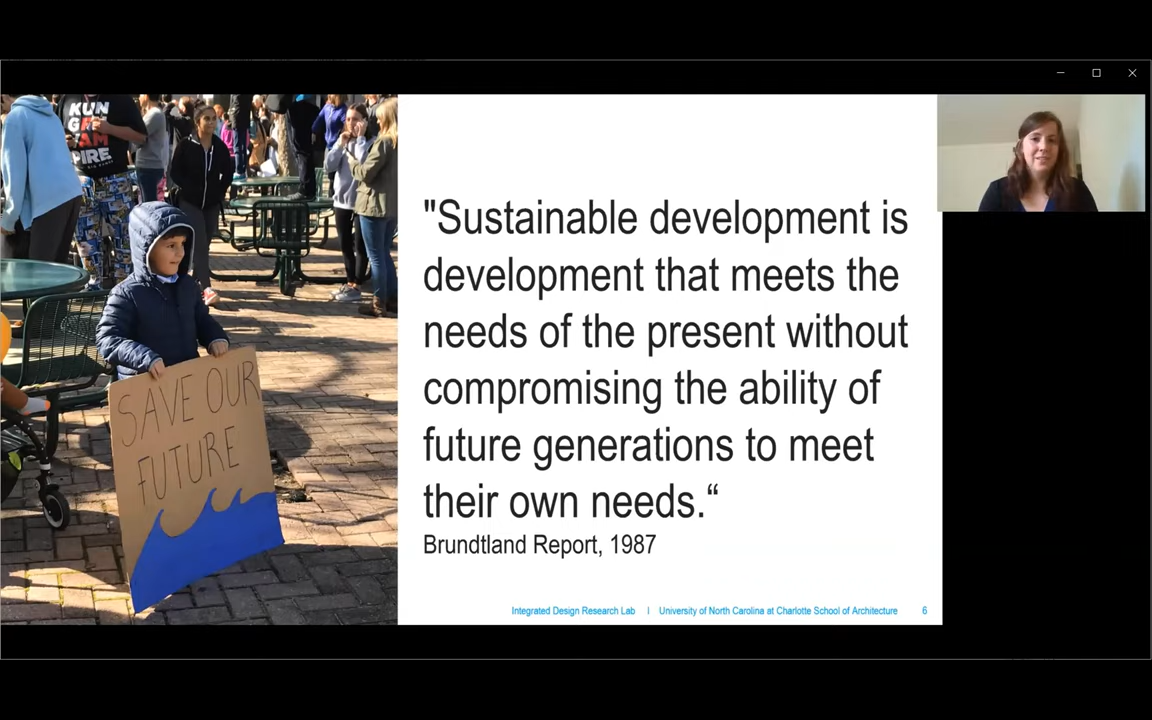 KUN
AM
PIRE
SAVE OUR
FUTURE
"Sustainable development is
development that meets the
needs of the present without
compromising the ability of
future generations to meet
their own needs.“
Brundtland Report, 1987
Integrated Design Research Lab | University of North Carolina at Charlotte School of Architecture 6